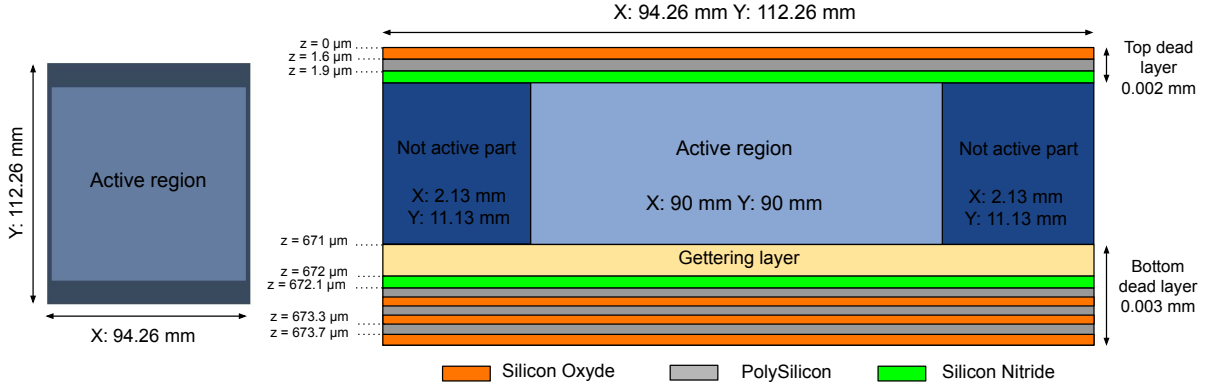 X: 94.26 mm Y: 112.26 mm
z = 0 µm
z = 1.6 µm
z = 1.9 µm
Top dead
layer
0.002 mm
Y: 112.26 mm
Active region
X: 94.26 mm
Not active part
X: 2.13 mm
Y: 11.13 mm
Active region
X: 90 mm Y: 90 mm
Not active part
X: 2.13 mm
Y: 11.13 mm
z = 671 µm
Gettering layer
z = 672 µm
z = 672.1 µm
z = 673.3 µm
z = 673.7 µm
Bottom
dead layer
0.003 mm
Silicon Oxyde
PolySilicon
Silicon Nitride